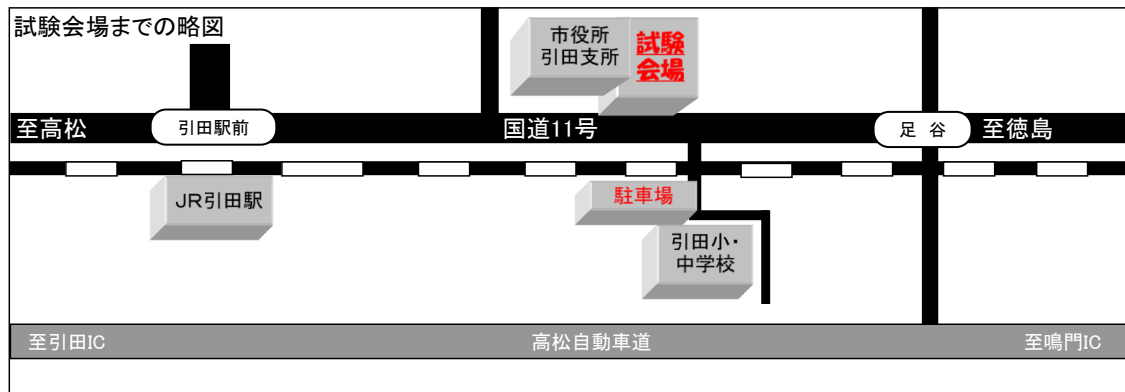 試験会場までの略図
市役所
引田支所
試験
会場
至高松
引田駅前
国道11号
足 谷
至徳島
JR引田駅
駐車場
引田小・
中学校
至引田IC
高松自動車道
至鳴門IC